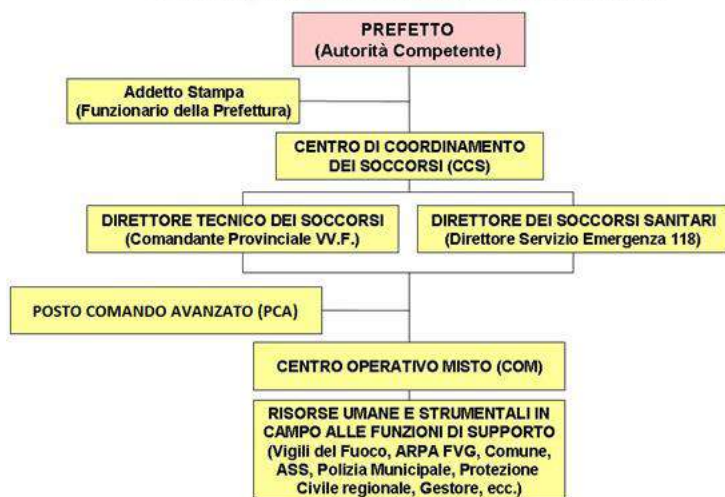 PREFETTO
(Autorità Competente)
Addetto Stampa
(Funzionario della Prefettura)
CENTRO DI COORDINAMENTO
DEI SOCCORSI (CCS)
DIRETTORE TECNICO DEI SOCCORSI
(Comandante Provinciale VV.F.)
DIRETTORE DEI SOCCORSI SANITARI
(Direttore Servizio Emergenza 118)
POSTO COMANDO AVANZATO (PCA)
CENTRO OPERATIVO MISTO (COM)
RISORSE UMANE E STRUMENTALI IN
CAMPO ALLE FUNZIONI DI SUPPORTO
(Vigili del Fuoco, ARPA FVG, Comune,
ASS, Polizia Municipale, Protezione
Civile regionale, Gestore, ecc.)